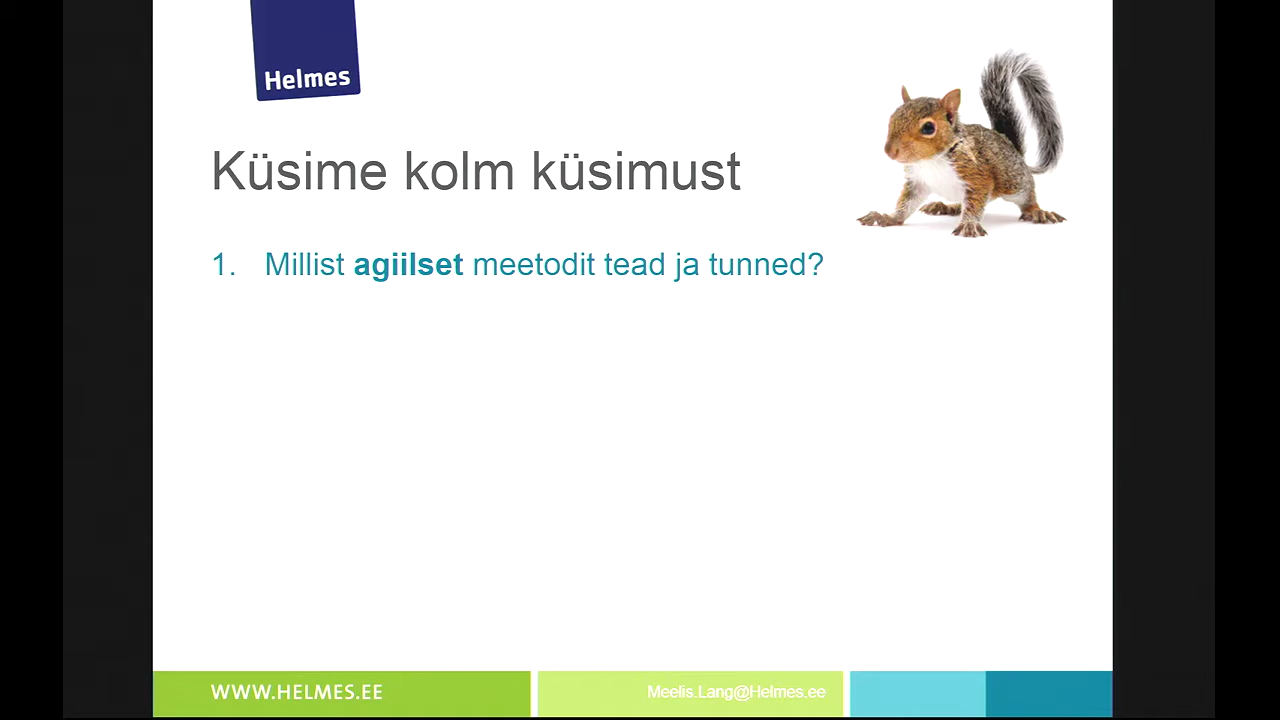 Helmes
Küsime kolm küsimust
1. Millist agiilset meetodit tead ja tunned?
WWW.HELMES.EE
Meelis.Lang@Helmes.ee